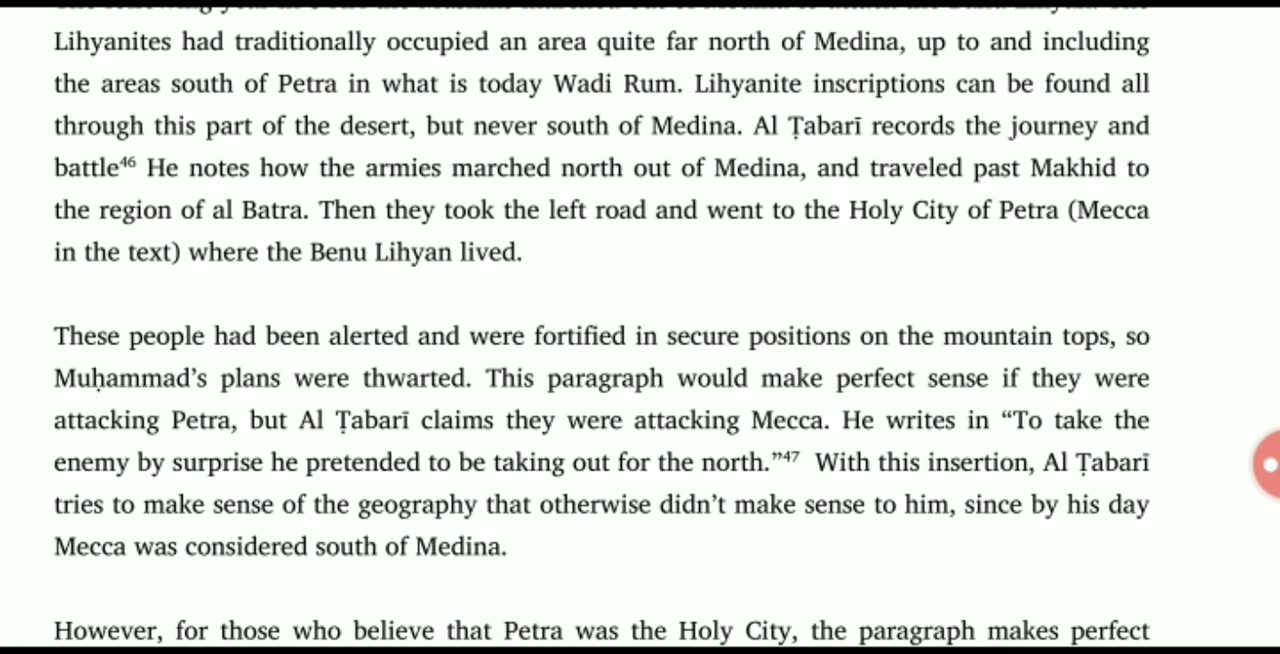 Lihyanites had traditionally occupied an area quite far north of Medina, up to and including
the areas south of Petra in what is today Wadi Rum. Lihyanite inscriptions can be found all
through this part of the desert, but never south of Medina. Al Ṭabarī records the journey and
battle⁴⁶ He notes how the armies marched north out of Medina, and traveled past Makhid to
the region of al Batra. Then they took the left road and went to the Holy City of Petra (Mecca
in the text) where the Benu Lihyan lived.
These people had been alerted and were fortified in secure positions on the mountain tops, so
Muḥammad’s plans were thwarted. This paragraph would make perfect sense if they were
attacking Petra, but Al Ṭabarī claims they were attacking Mecca. He writes in “To take the
enemy by surprise he pretended to be taking out for the north.”⁴⁷ With this insertion, Al Ṭabarī
tries to make sense of the geography that otherwise didn’t make sense to him, since by his day
Mecca was considered south of Medina.
However, for those who believe that Petra was the Holy City, the paragraph makes perfect